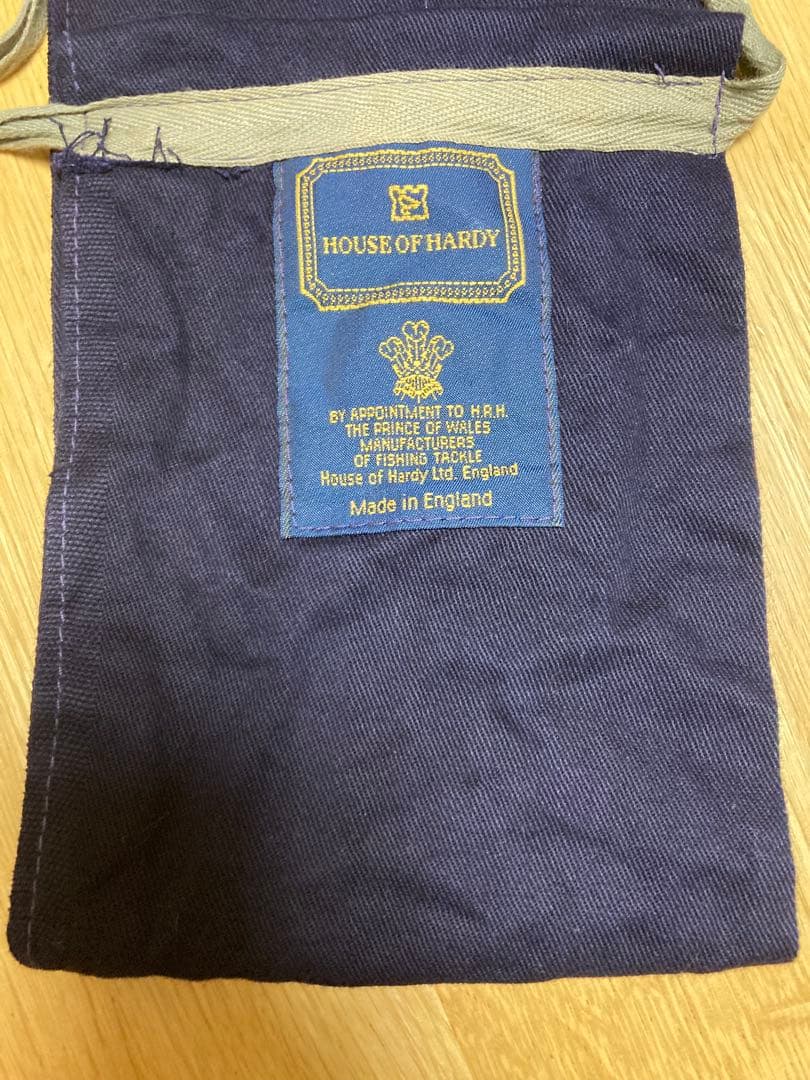 HOUSE OF HARDY
BY APPOINTMENT TO H.R.H.
THE PRINCE OF WALES
MANUFACTURERS
OF FISHING TACKLE
House of Hardy Ltd. England
Made in England